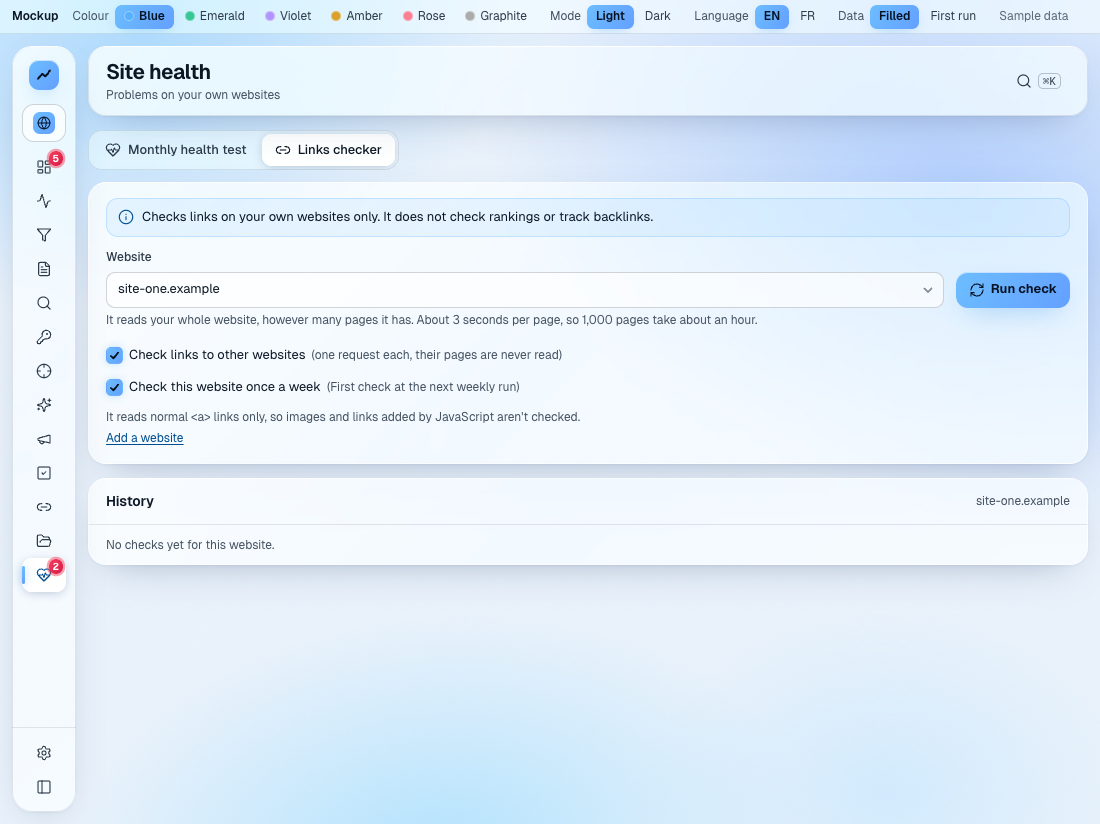 Mockup Colour Blue Emerald Violet Amber Rose Graphite Mode Light Dark Language EN FR Data Filled First run Sample data
Site health
Problems on your own websites
⌘K
5
Monthly health test Links checker
Checks links on your own websites only. It does not check rankings or track backlinks.
Website
site-one.example
Run check
It reads your whole website, however many pages it has. About 3 seconds per page, so 1,000 pages take about an hour.
Check links to other websites (one request each, their pages are never read)
Check this website once a week (First check at the next weekly run)
It reads normal <a> links only, so images and links added by JavaScript aren't checked.
Add a website
History site-one.example
No checks yet for this website.
2